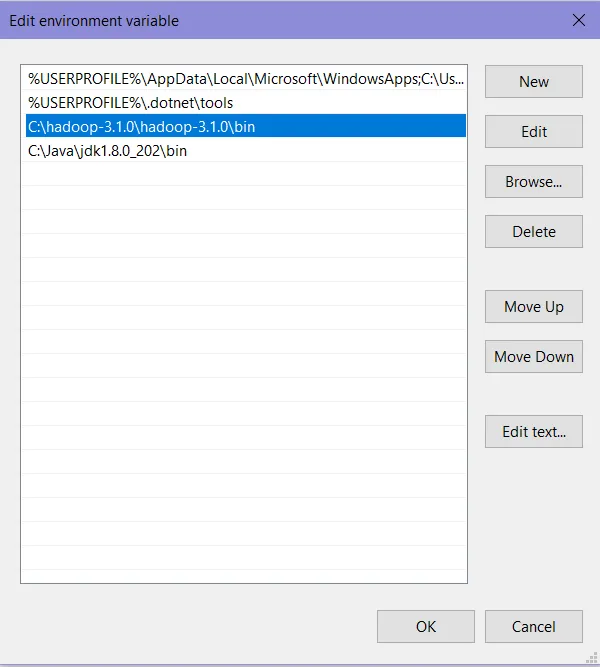 Edit environment variable
%USERPROFILE%\AppData\Local\Microsoft\WindowsApps;C:\Us...
New
%USERPROFILE%\.dotnet\tools
C:\hadoop-3.1.0\hadoop-3.1.0\bin
Edit
C:\Java\jdk1.8.0_202\bin
Browse...
Delete
Move Up
Move Down
Edit text...
OK
Cancel